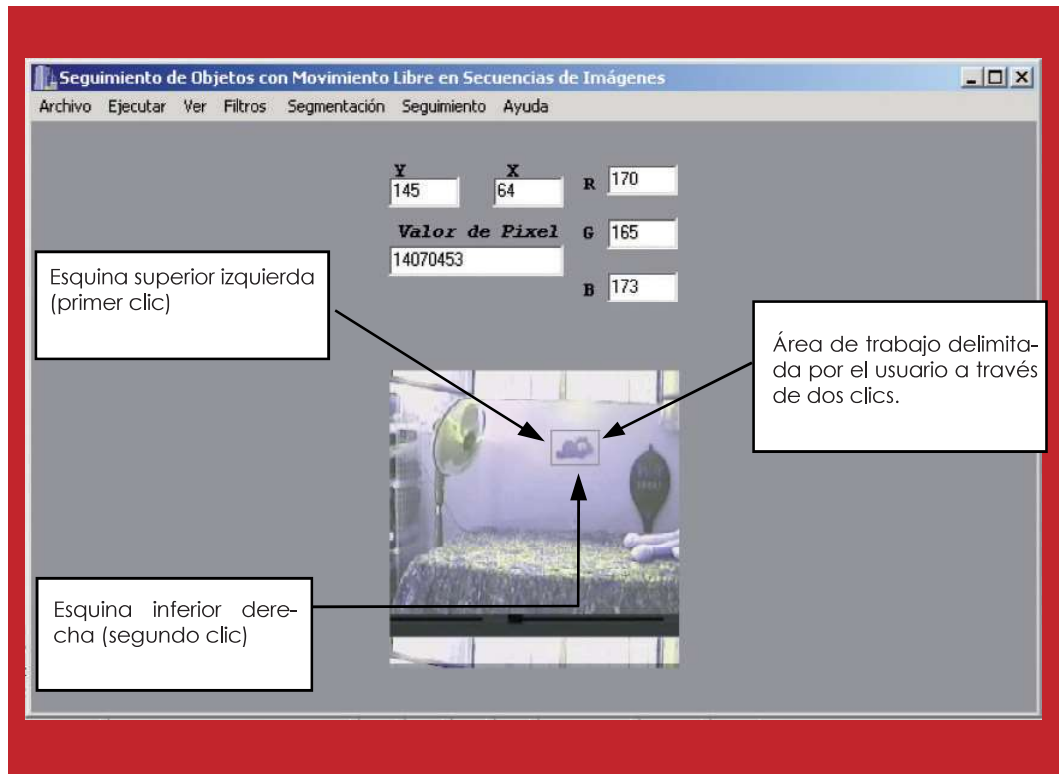 Seguimiento de Objetos con Movimiento Libre en Secuencias de Imágenes
Archivo Ejecutar Ver Filtros Segmentación Seguimiento Ayuda
Y X
145 64
R 170
Valor de Pixel
14070453
G 165
B 173
Esquina superior izquierda
(primer clic)
Área de trabajo delimita-
da por el usuario a través
de dos clics.
Esquina inferior dere-
cha (segundo clic)